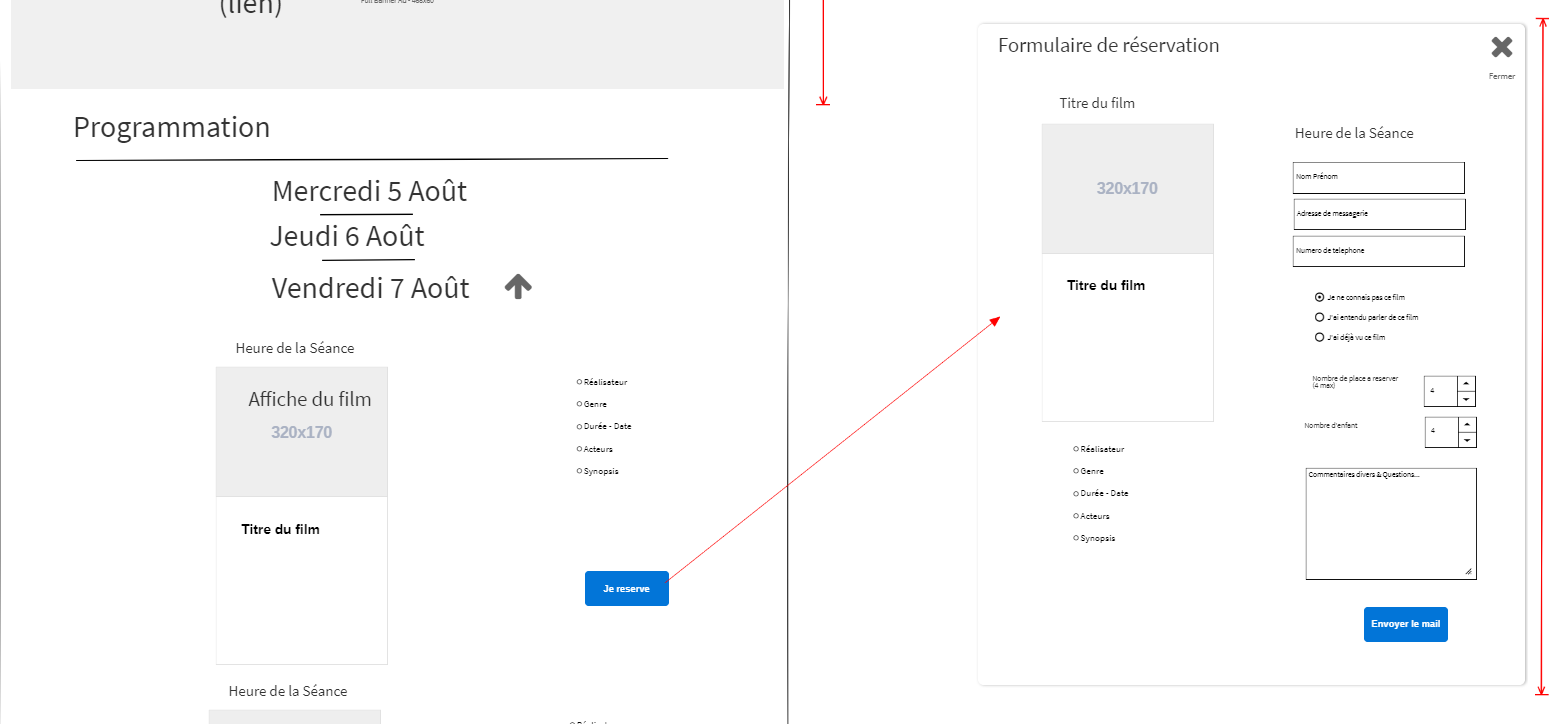 (lien)
Full Banner Ad - 468x60
Programmation
Mercredi 5 Août
Jeudi 6 Août
Vendredi 7 Août
Heure de la Séance
Affiche du film
320x170
Titre du film
Réalisateur
Genre
Durée - Date
Acteurs
Synopsis
Je reserve
Heure de la Séance
Formulaire de réservation
Fermer
Titre du film
320x170
Titre du film
Réalisateur
Genre
Durée - Date
Acteurs
Synopsis
Heure de la Séance
Nom Prénom
Adresse de messagerie
Numero de telephone
Je ne connais pas ce film
J'ai entendu parler de ce film
J'ai déjà vu ce film
Nombre de place a reserver
(4 max)
4
Nombre d'enfant
4
Commentaires divers & Questions...
Envoyer le mail